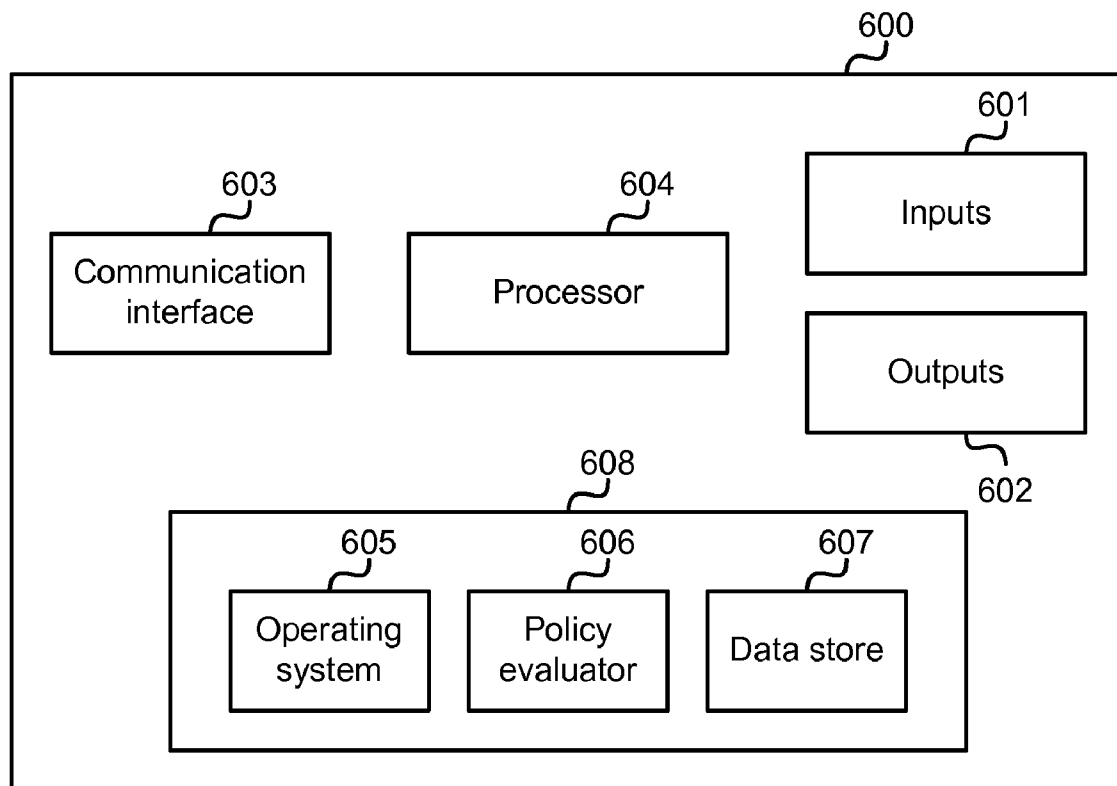 600
601
Inputs
603
604
Communication
interface
Processor
Outputs
602
608
605
606
607
Operating
system
Policy
evaluator
Data store